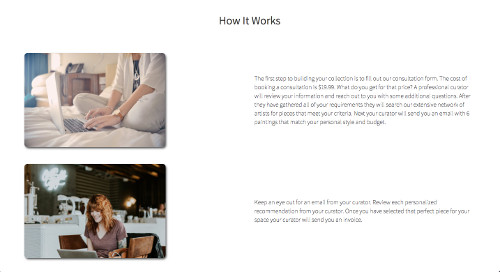 How It Works
The first step to building your collection is to fill out our consultation form. The cost of
booking a consultation is $19.99. What do you get for that price? A professional curator
will review your information and reach out to you with some additional questions. After
they have gathered all of your requirements they will search our extensive network of
artists for pieces that meet your criteria. Next your curator will send you an email with 6
paintings that match your personal style and budget.
Keep an eye out for an email from your curator. Review each personalized
recommendation from your curator. Once you have selected that perfect piece for your
space your curator will send you an invoice.